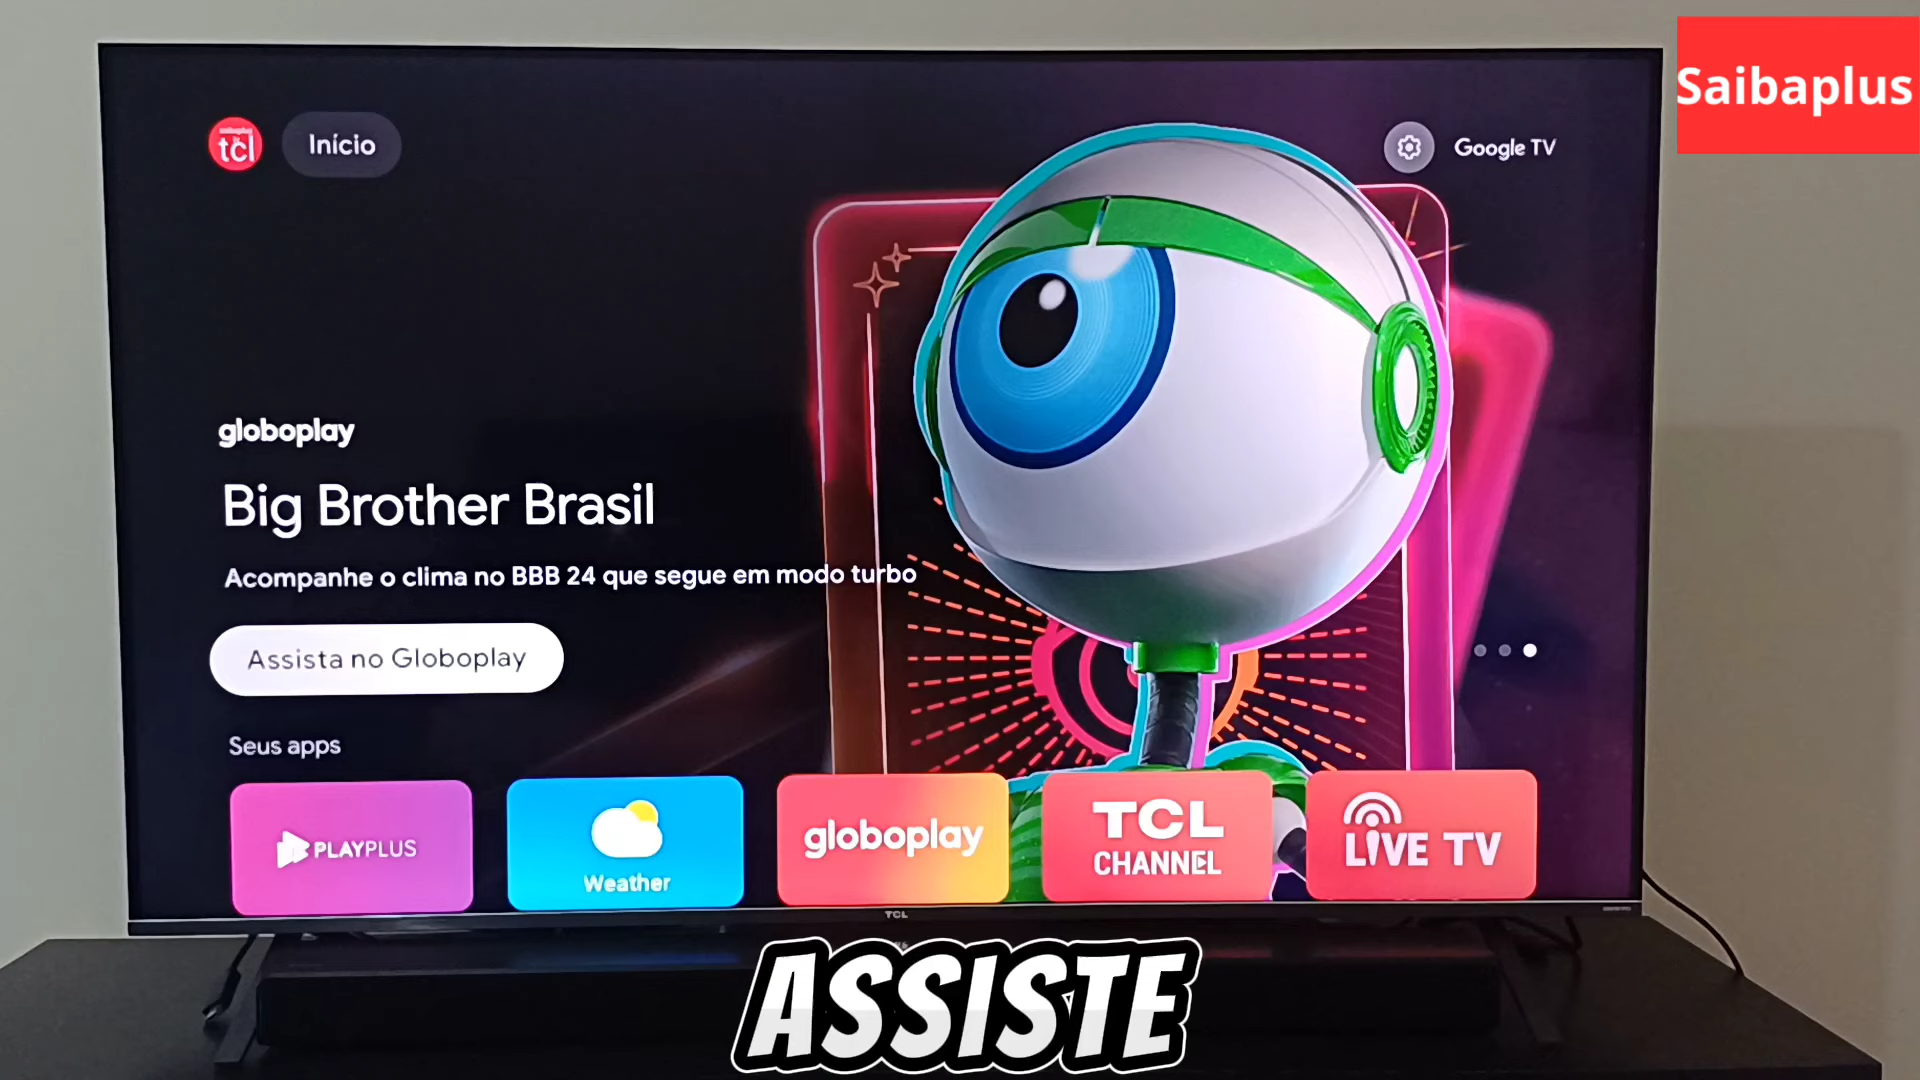 Saibaplus
tcl
Início
Google TV
globoplay
Big Brother Brasil
Acompanhe o clima no BBB 24 que segue em modo turbo
Assista no Globoplay
Seus apps
PLAYPLUS
Weather
globoplay
TCL
CHANNEL
LIVE TV
TCL
ASSISTE